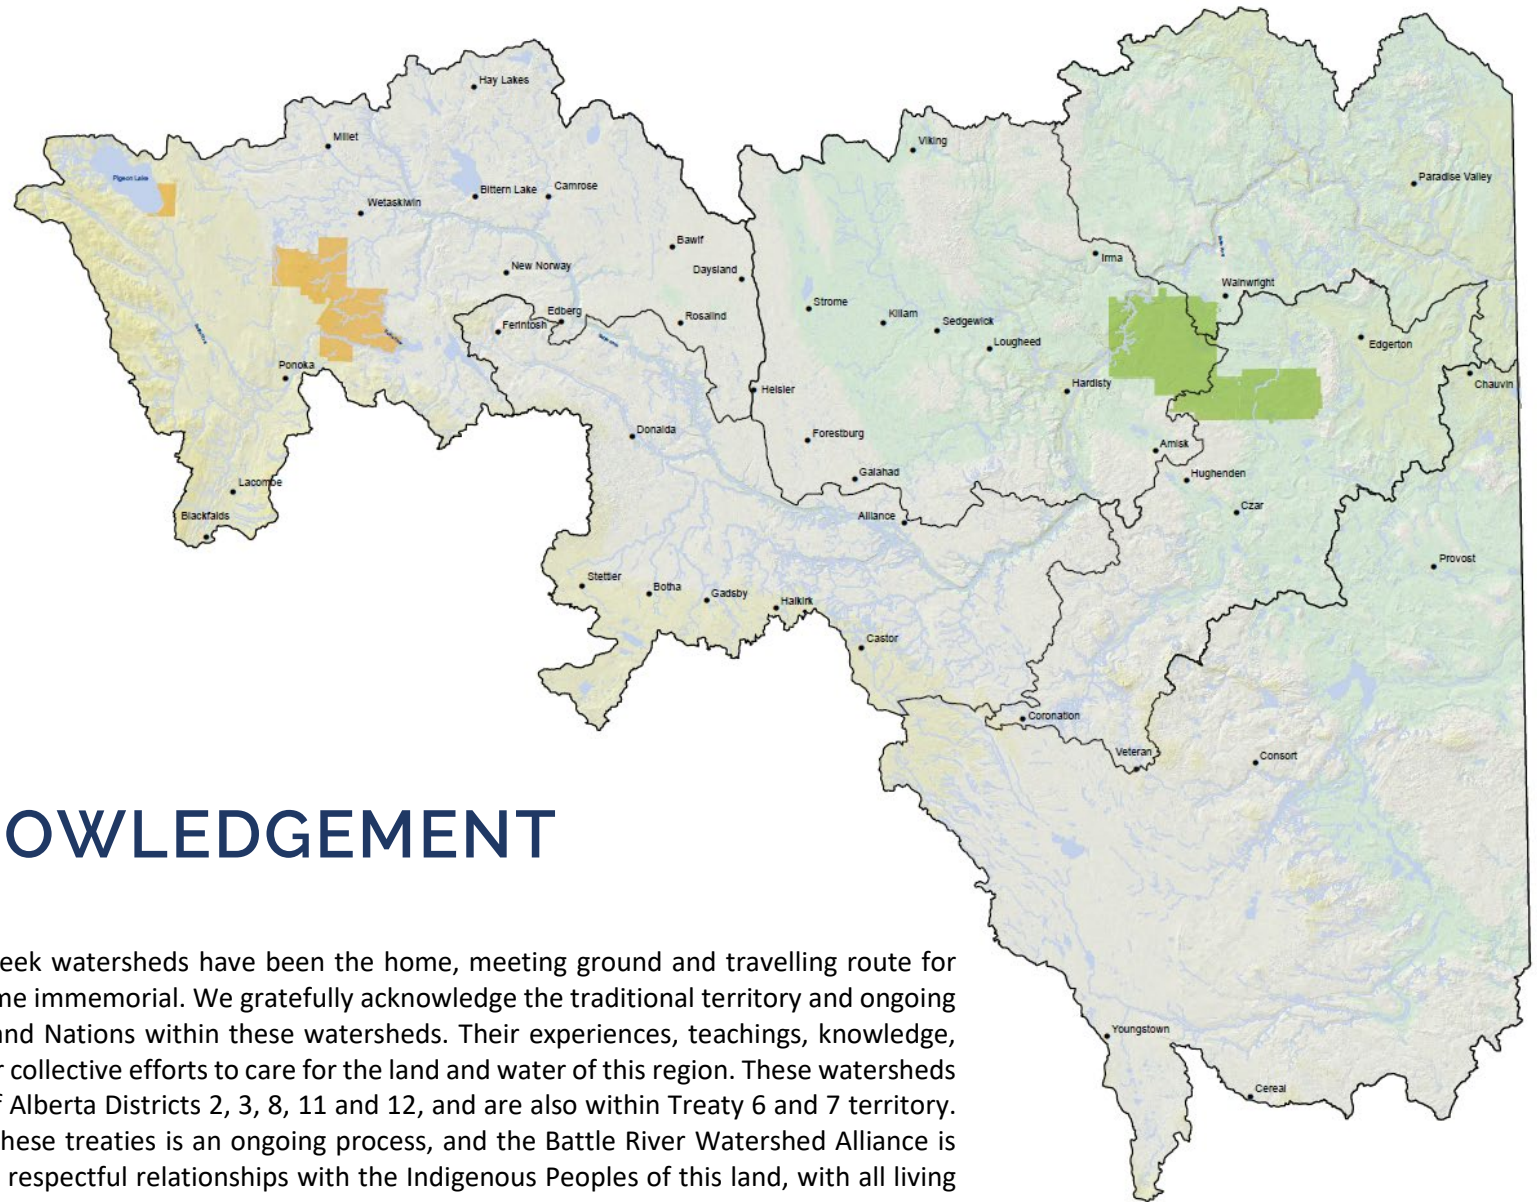 Hay Lakes
Millet
Viking
Pigeon Lake
Paradise Valley
Bittern Lake
Camrose
Wetaskiwin
Bawlf
Irma
New Norway
Daysland
Wainwright
Strome
Edberg
Killam
Rosalind
Sedgewick
Ferintosh
Lougheed
Edgerton
Ponoka
Hardisty
Chauvin
Heisler
Donalda
Forestburg
Amisk
Galahad
Hughenden
Lacombe
Czar
Blackfalds
Alliance
Provost
Stettler
Botha
Gadsby
Halkirk
Castor
Coronation
Veteran
Consort
OWLEDGEMENT
eek watersheds have been the home, meeting ground and travelling route for
me immemorial. We gratefully acknowledge the traditional territory and ongoing
and Nations within these watersheds. Their experiences, teachings, knowledge,
r collective efforts to care for the land and water of this region. These watersheds
f Alberta Districts 2, 3, 8, 11 and 12, and are also within Treaty 6 and 7 territory.
hese treaties is an ongoing process, and the Battle River Watershed Alliance is
respectful relationships with the Indigenous Peoples of this land, with all living
Youngstown
Cereal